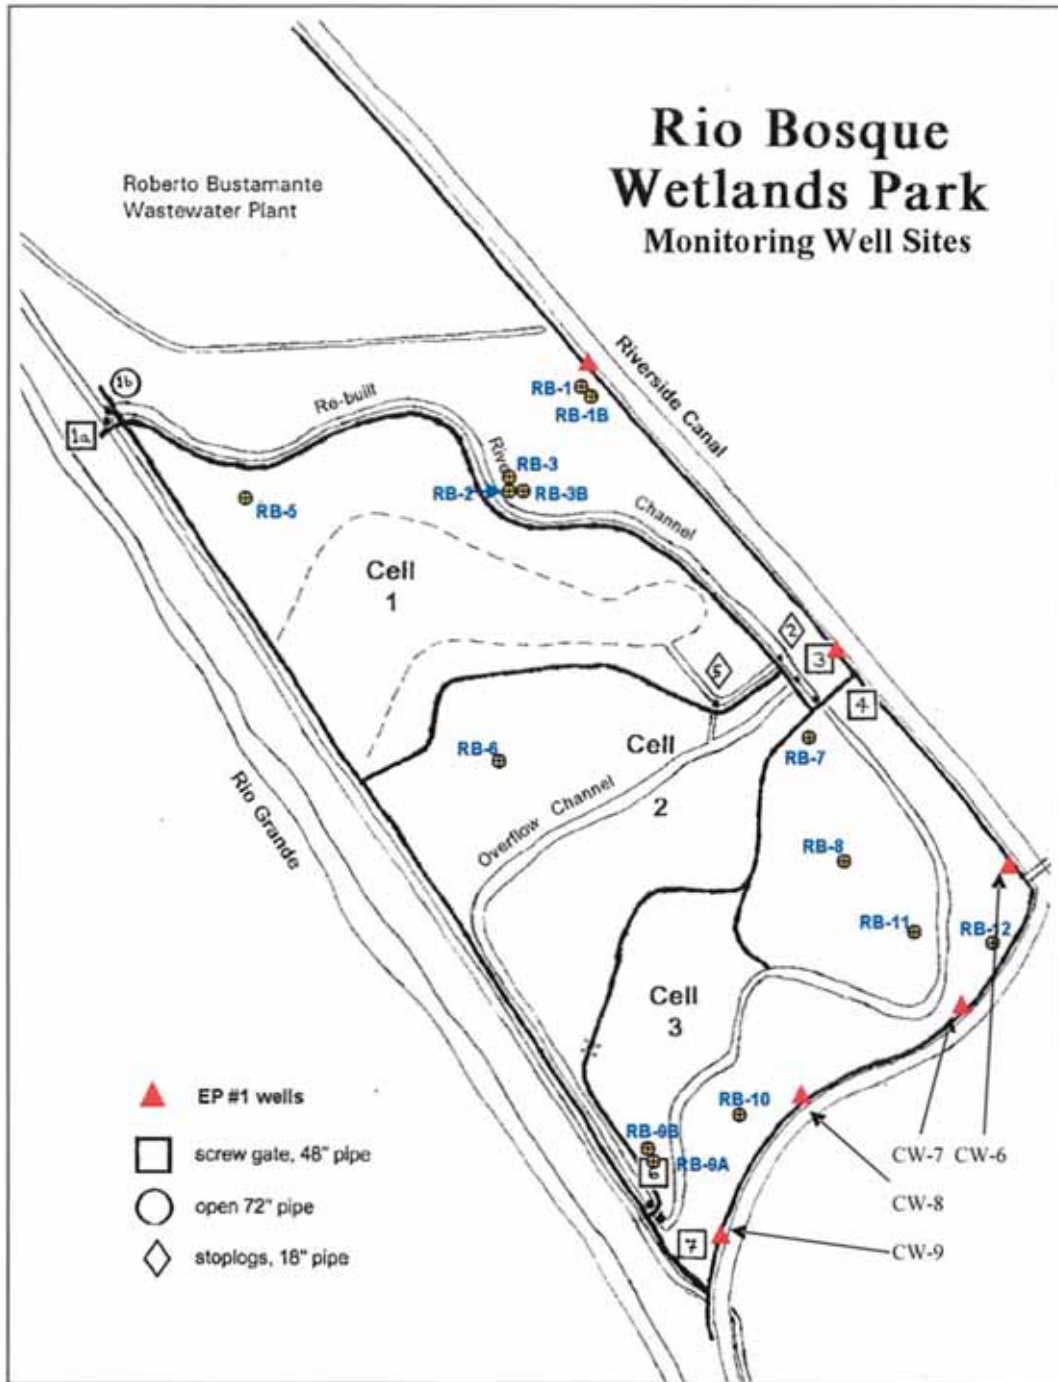 Rio Bosque
Wetlands Park
Monitoring Well Sites
Roberto Bustamante
Wastewater Plant
Riverside Canal
1b
1a
Re-built
River
Channel
RB-1
RB-1B
RB-3
RB-2
RB-3B
RB-5
Cell
1
2
3
4
5
RB-6
Cell
2
RB-7
Overflow Channel
Rio Grande
RB-8
RB-11
RB-12
Cell
3
RB-10
RB-9B
RB-9A
6
7
CW-7 CW-6
CW-8
CW-9
EP #1 wells
screw gate, 48" pipe
open 72" pipe
stoplogs, 18" pipe